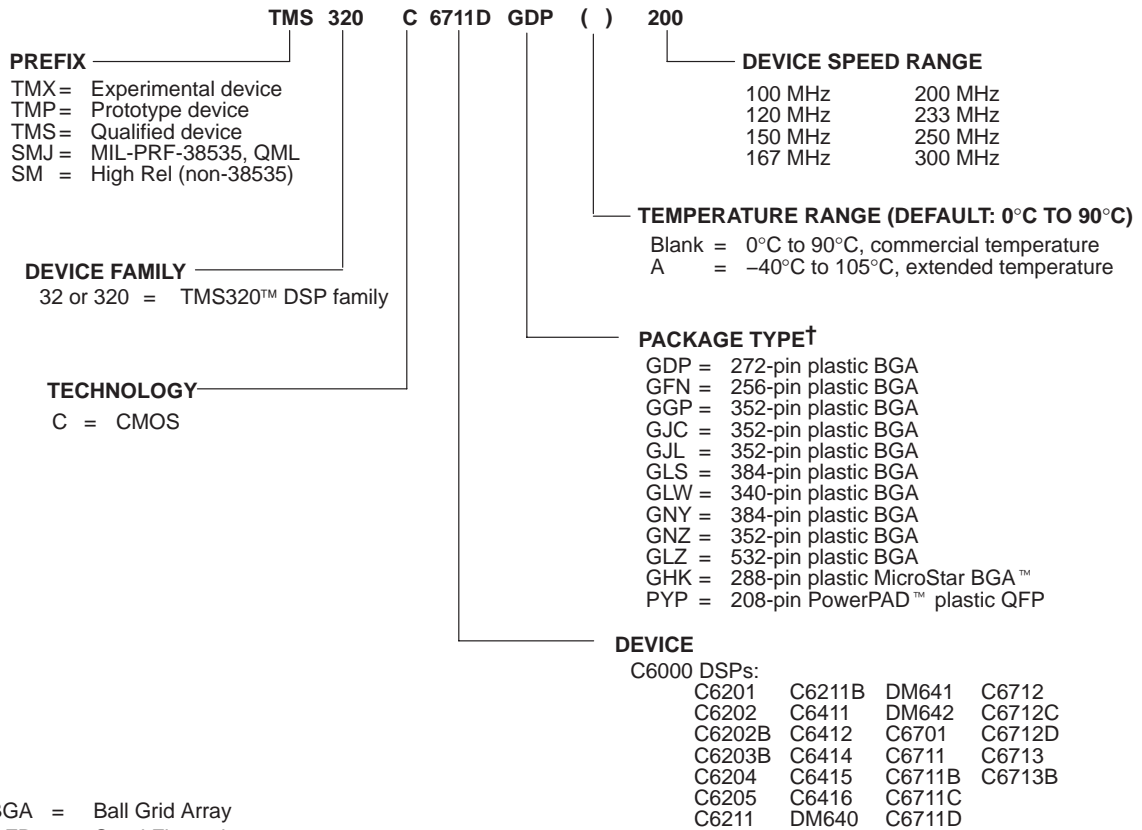 TMS 320 C 6711D GDP ( ) 200
PREFIX
TMX = Experimental device
TMP = Prototype device
TMS = Qualified device
SMJ = MIL-PRF-38535, QML
SM = High Rel (non-38535)
DEVICE SPEED RANGE
100 MHz 200 MHz
120 MHz 233 MHz
150 MHz 250 MHz
167 MHz 300 MHz
TEMPERATURE RANGE (DEFAULT: 0°C TO 90°C)
Blank = 0°C to 90°C, commercial temperature
A = −40°C to 105°C, extended temperature
DEVICE FAMILY
32 or 320 = TMS320™ DSP family
PACKAGE TYPE†
GDP = 272-pin plastic BGA
GFN = 256-pin plastic BGA
GGP = 352-pin plastic BGA
GJC = 352-pin plastic BGA
GJL = 352-pin plastic BGA
GLS = 384-pin plastic BGA
GLW = 340-pin plastic BGA
GNY = 384-pin plastic BGA
GNZ = 352-pin plastic BGA
GLZ = 532-pin plastic BGA
GHK = 288-pin plastic MicroStar BGA™
PYP = 208-pin PowerPAD™ plastic QFP
TECHNOLOGY
C = CMOS
DEVICE
C6000 DSPs:
C6201 C6211B DM641 C6712
C6202 C6411 DM642 C6712C
C6202B C6412 C6701 C6712D
C6203B C6414 C6711 C6713
C6204 C6415 C6711B C6713B
C6205 C6416 C6711C
C6211 DM640 C6711D
BGA = Ball Grid Array